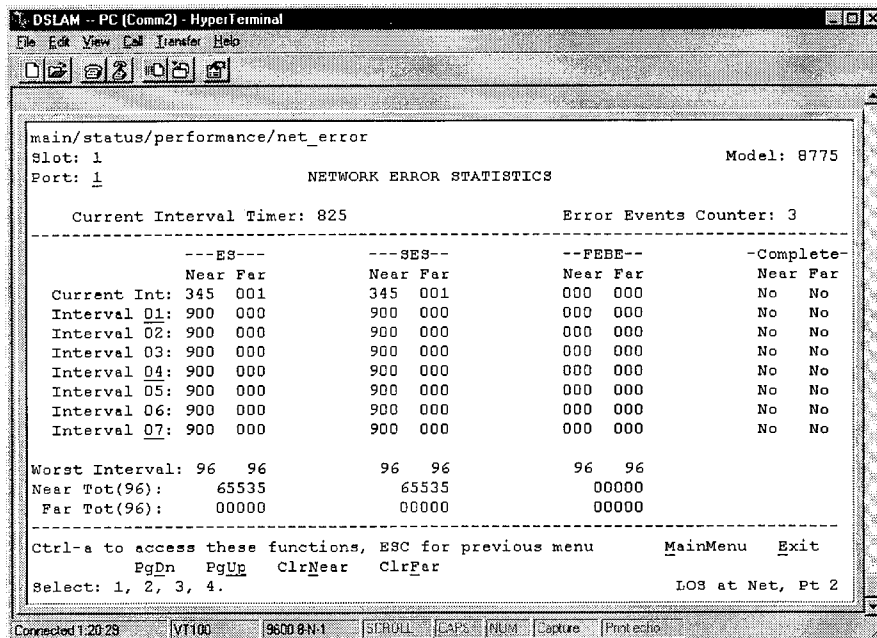 DSLAM -- PC (Comm2) - HyperTerminal
File Edit View Call Transfer Help
main/status/performance/net_error
Slot: 1 Model: 8775
Port: 1 NETWORK ERROR STATISTICS
Current Interval Timer: 825 Error Events Counter: 3
---ES--- ---SES-- --FEBE-- -Complete-
Near Far Near Far Near Far Near Far
Current Int: 345 001 345 001 000 000 No No
Interval 01: 900 000 900 000 000 000 No No
Interval 02: 900 000 900 000 000 000 No No
Interval 03: 900 000 900 000 000 000 No No
Interval 04: 900 000 900 000 000 000 No No
Interval 05: 900 000 900 000 000 000 No No
Interval 06: 900 000 900 000 000 000 No No
Interval 07: 900 000 900 000 000 000 No No
Worst Interval: 96 96 96 96 96 96
Near Tot(96): 65535 65535 00000
Far Tot(96): 00000 00000 00000
Ctrl-a to access these functions, ESC for previous menu MainMenu Exit
PgDn PgUp ClrNear ClrFar
Select: 1, 2, 3, 4. LOS at Net, Pt 2
Connected 1:20:29 VT100 9600 8-N-1 SCROLL CAPS NUM Capture Print echo